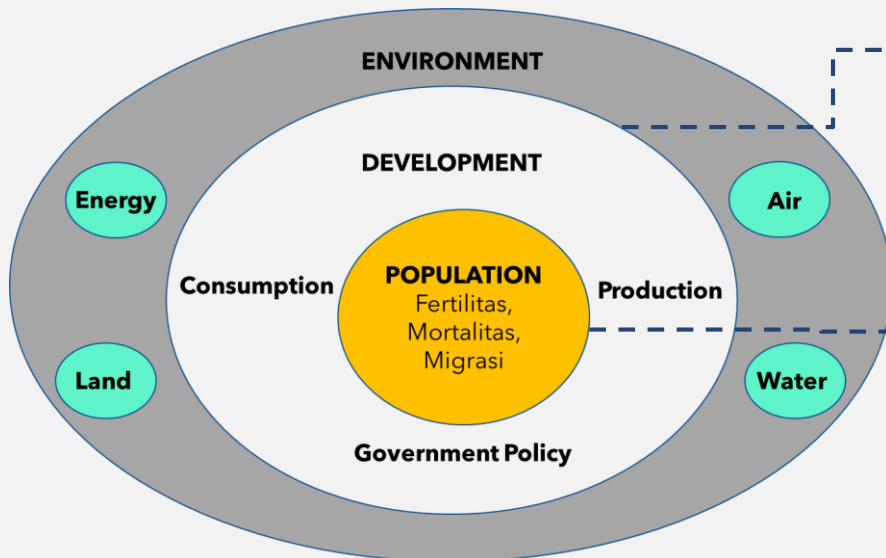 ENVIRONMENT
DEVELOPMENT
Energy
Air
Consumption
POPULATION
Fertilitas,
Mortalitas,
Migrasi
Production
Land
Water
Government Policy